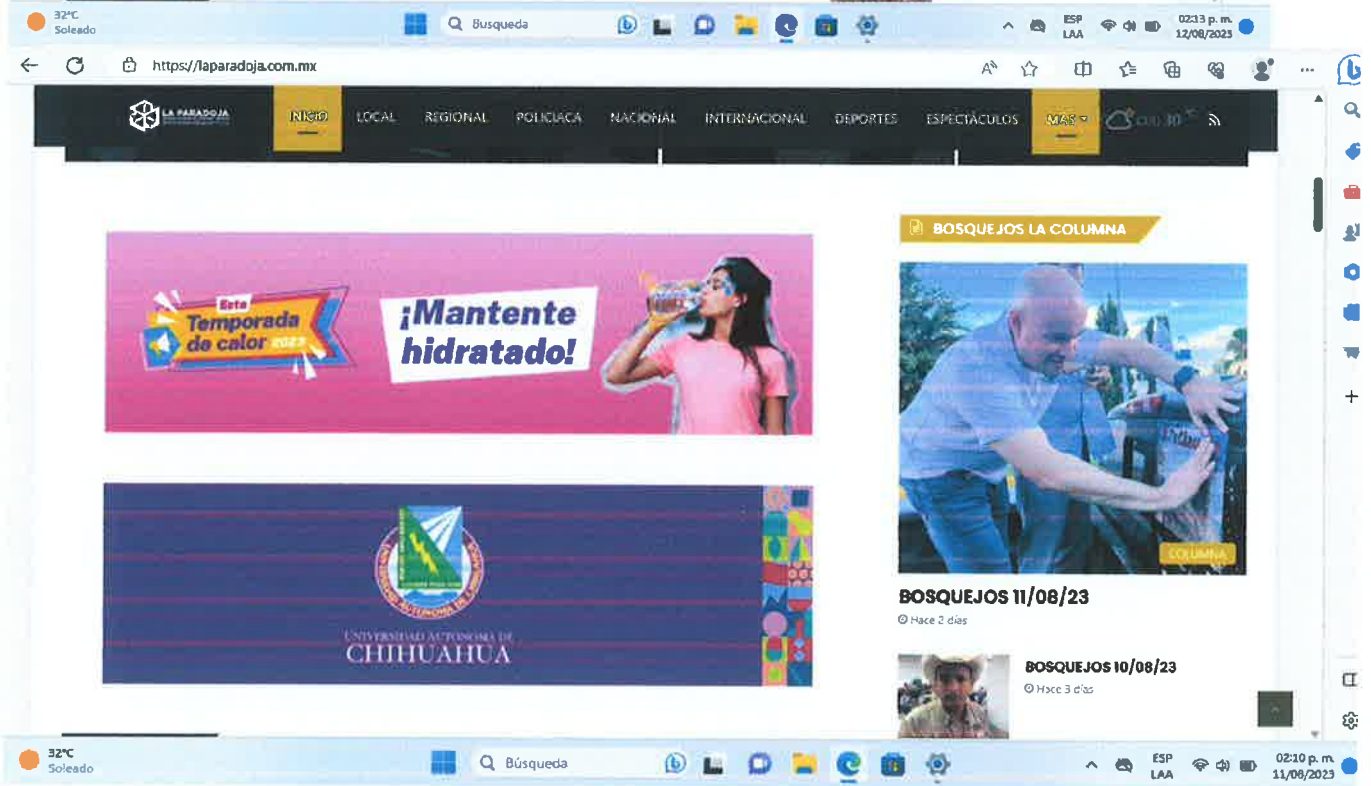 32°C
Soleado
Busqueda
ESP
LAA
02:13 p. m.
12/08/2023
https://laparadoja.com.mx
LA PARADOJA
INICIO LOCAL REGIONAL POLICIACA NACIONAL INTERNACIONAL DEPORTES ESPECTÁCULOS MÁS
30
BOSQUEJOS LA COLUMNA
Esta
Temporada
de calor 2023
¡Mantente
hidratado!
COLUMNA
UNIVERSIDAD AUTÓNOMA DE
CHIHUAHUA
BOSQUEJOS 11/08/23
Hace 2 días
BOSQUEJOS 10/08/23
Hace 3 días
32°C
Soleado
Búsqueda
ESP
LAA
02:10 p. m.
11/08/2023